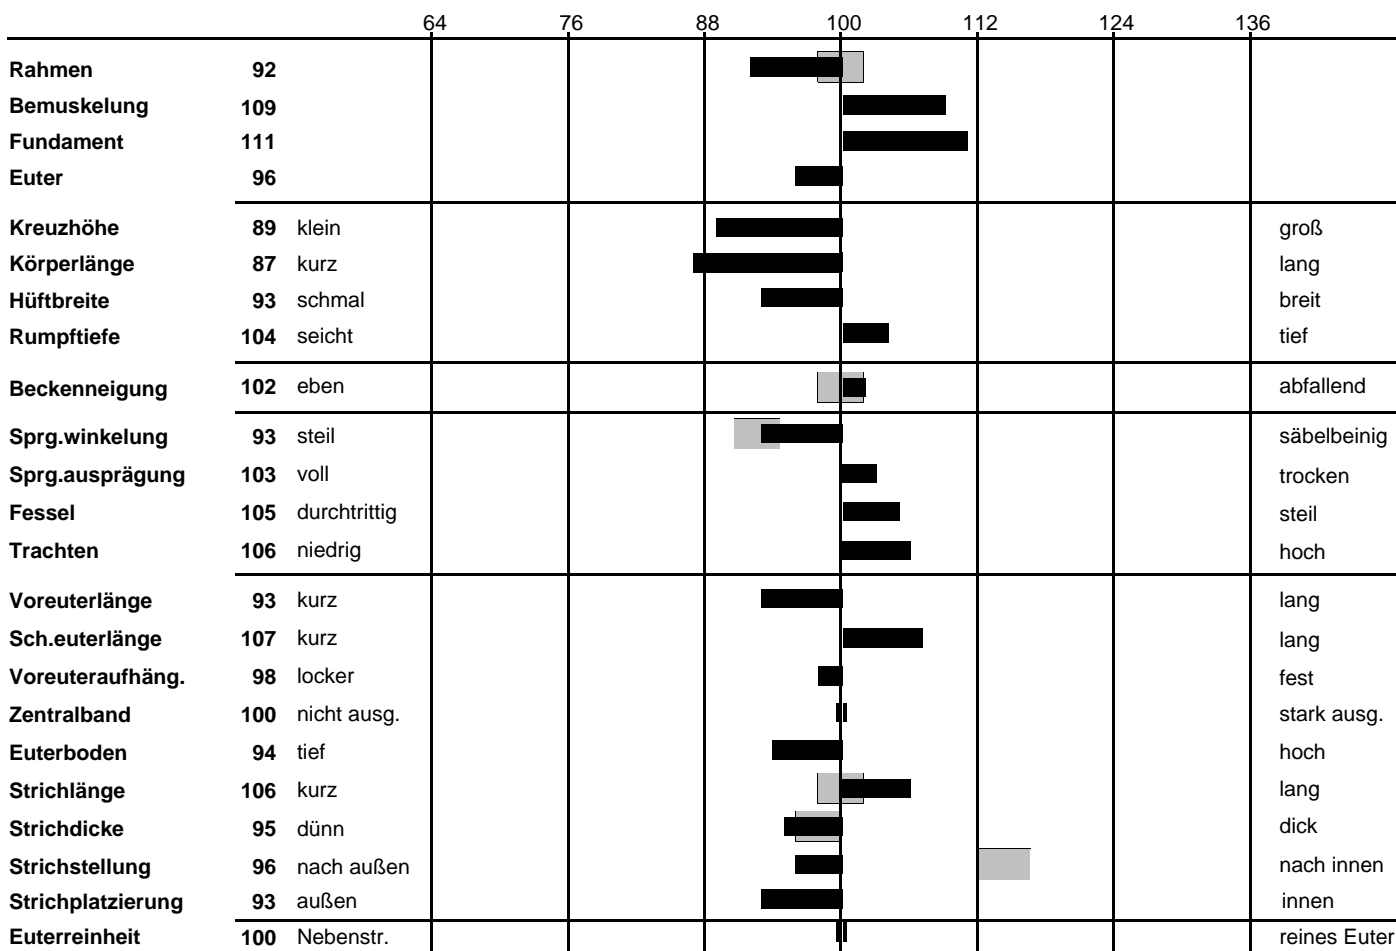 64 76 88 100 112 124 136
Rahmen 92
Bemuskelung 109
Fundament 111
Euter 96
Kreuzhöhe 89 klein groß
Körperlänge 87 kurz lang
Hüftbreite 93 schmal breit
Rumpftiefe 104 seicht tief
Beckenneigung 102 eben abfallend
Sprg.winkelung 93 steil säbelbeinig
Sprg.ausprägung 103 voll trocken
Fessel 105 durchtrittig steil
Trachten 106 niedrig hoch
Voreuterlänge 93 kurz lang
Sch.euterlänge 107 kurz lang
Voreuteraufhäng. 98 locker fest
Zentralband 100 nicht ausg. stark ausg.
Euterboden 94 tief hoch
Strichlänge 106 kurz lang
Strichdicke 95 dünn dick
Strichstellung 96 nach außen nach innen
Strichplatzierung 93 außen innen
Euterreinheit 100 Nebenstr. reines Euter